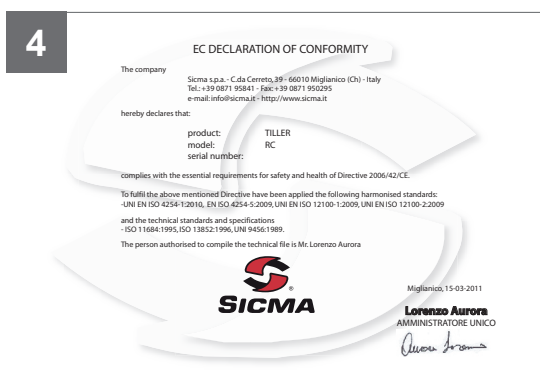 4
EC DECLARATION OF CONFORMITY
The company
Sicma s.p.a. - C.da Cerreto, 39 - 66010 Miglianico (Ch) - Italy
Tel.: +39 0871 95841 - Fax: +39 0871 950295
e-mail: info@sicma.it - http://www.sicma.it
hereby declares that:
product: TILLER
model: RC
serial number:
complies with the essential requirements for safety and health of Directive 2006/42/CE.
To fulfil the above mentioned Directive have been applied the following harmonised standards:
-UNI EN ISO 4254-1:2010, EN ISO 4254-5:2009, UNI EN ISO 12100-1:2009, UNI EN ISO 12100-2:2009
and the technical standards and specifications
- ISO 11684:1995, ISO 13852:1996, UNI 9456:1989.
The person authorised to compile the technical file is Mr. Lorenzo Aurora
SICMA
®
Miglianico, 15-03-2011
Lorenzo Aurora
AMMINISTRATORE UNICO